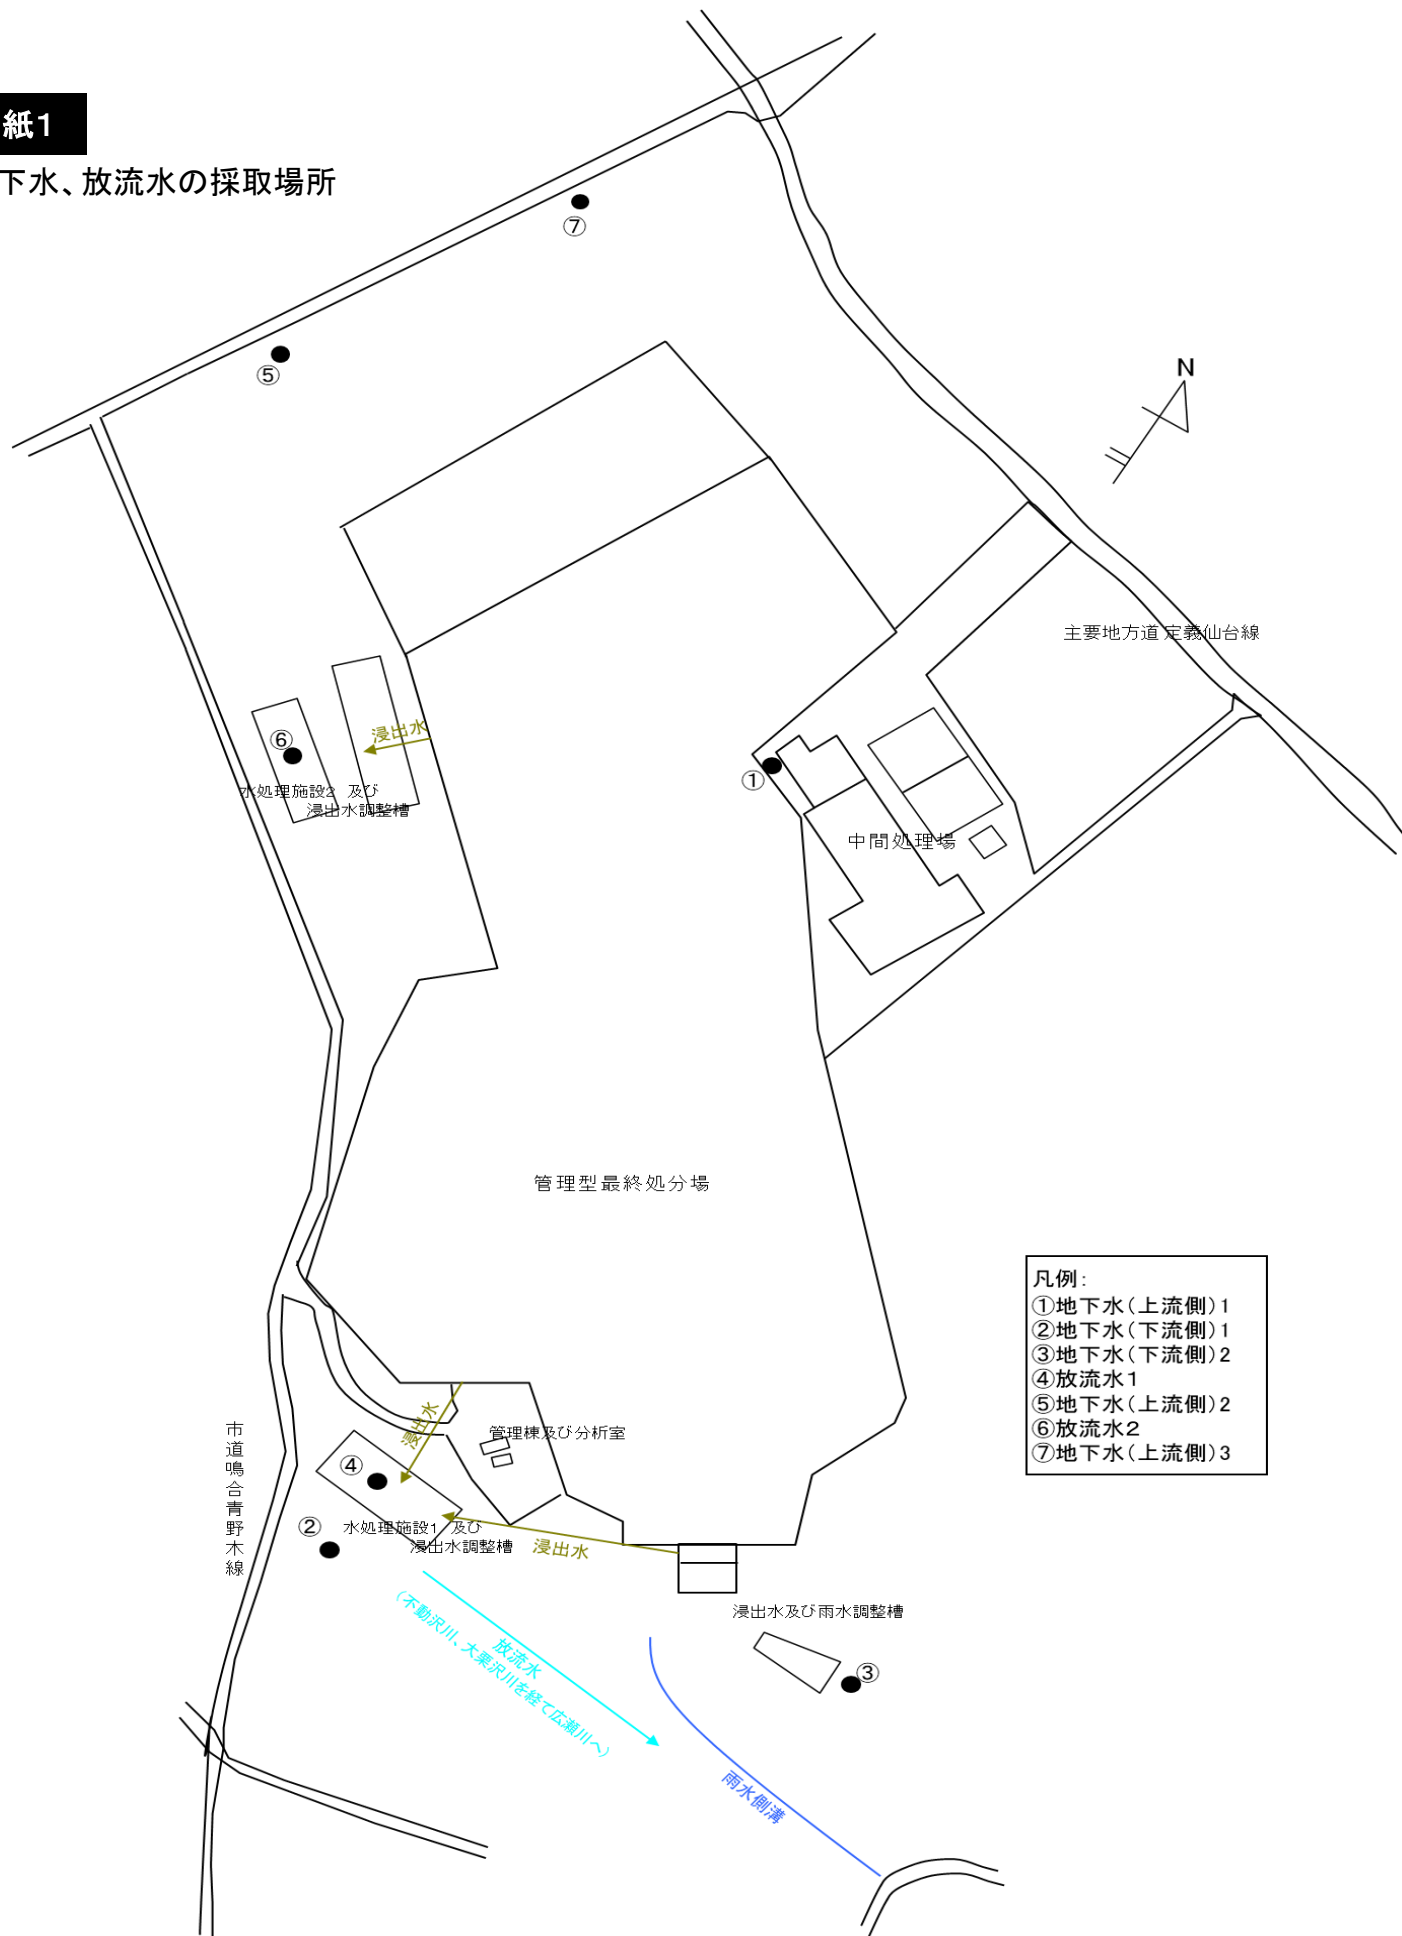 紙1
下水、放流水の採取場所
⑦
⑤
N
主要地方道 定義仙台線
浸出水
⑥
①
水処理施設2 及び
浸出水調整槽
中間処理場
管理型最終処分場
凡例:
①地下水(上流側)1
②地下水(下流側)1
③地下水(下流側)2
④放流水1
⑤地下水(上流側)2
⑥放流水2
⑦地下水(上流側)3
市道鳴合青野木線
浸出水
管理棟及び分析室
④
②
水処理施設1 及び
浸出水調整槽
浸出水
浸出水及び雨水調整槽
③
放流水
(不動沢川、大栗沢川を経て広瀬川へ)
雨水側溝